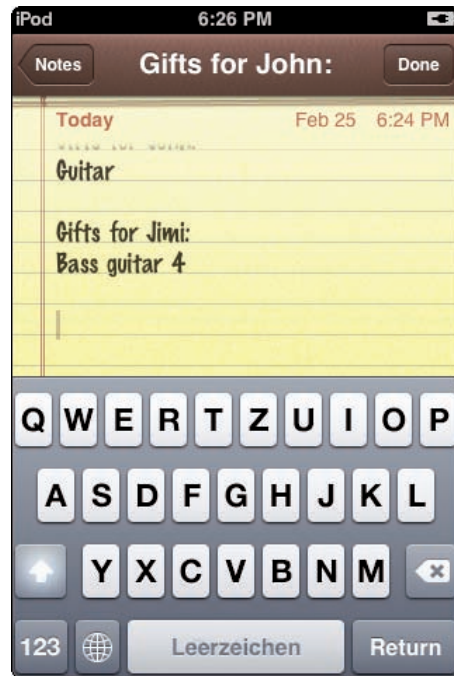 iPod 6:26 PM
Notes Gifts for John: Done
Today Feb 25 6:24 PM
Guitar
Gifts for Jimi:
Bass guitar 4
Q W E R T Z U I O P
A S D F G H J K L
Y X C V B N M
123 Leerzeichen Return